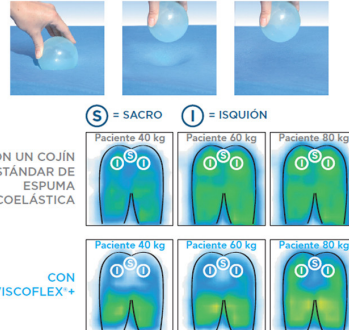 S = SACRO I = ISQUIÓN
Paciente 40 kg Paciente 60 kg Paciente 80 kg
S S S
I I I I I I
ON UN COJÍN
STÁNDAR DE
ESPUMA
COELÁSTICA
Paciente 40 kg Paciente 60 kg Paciente 80 kg
S S S
I I I I I I
CON
VISCOFLEX®+